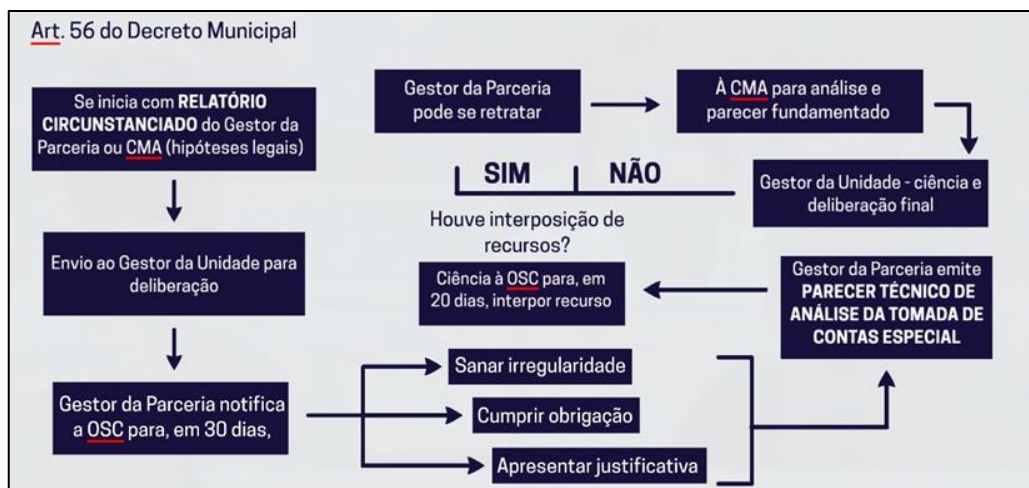 Art. 56 do Decreto Municipal
Se inicia com RELATÓRIO
CIRCUNSTANCIADO do Gestor da
Parceria ou CMA (hipóteses legais)
Envio ao Gestor da Unidade para
deliberação
Gestor da Parceria notifica
a OSC para, em 30 dias,
Sanar irregularidade
Cumprir obrigação
Apresentar justificativa
Gestor da Parceria emite
PARECER TÉCNICO DE
ANÁLISE DA TOMADA DE
CONTAS ESPECIAL
Ciência à OSC para, em
20 dias, interpor recurso
Houve interposição de
recursos?
SIM
NÃO
Gestor da Parceria
pode se retratar
À CMA para análise e
parecer fundamentado
Gestor da Unidade - ciência e
deliberação final